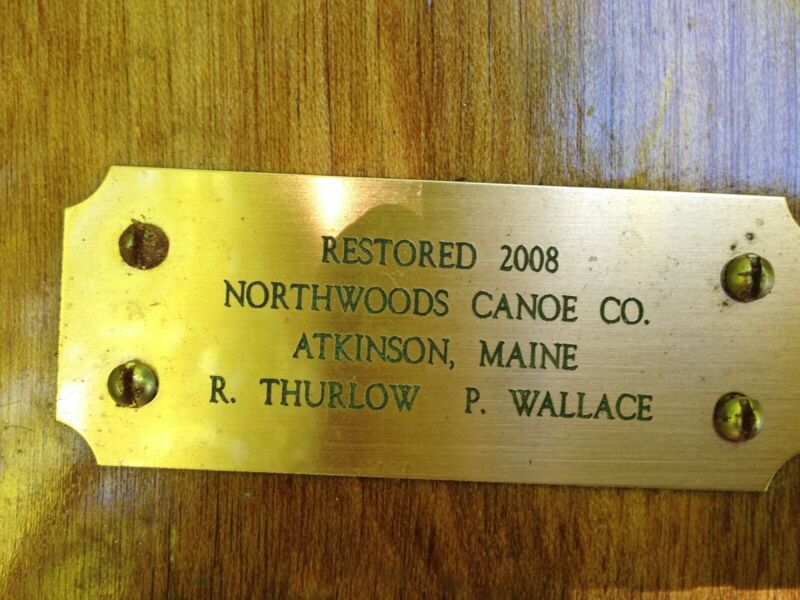 RESTORED 2008
NORTHWOODS CANOE CO.
ATKINSON, MAINE
R. THURLOW P. WALLACE